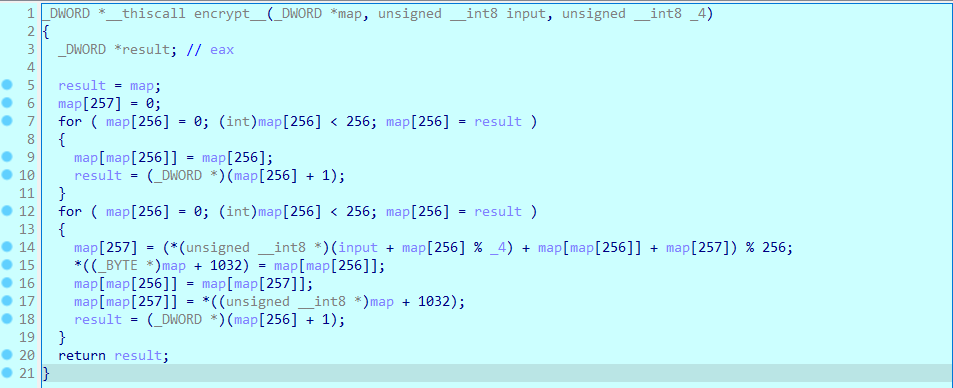 1 _DWORD *__thiscall encrypt__(_DWORD *map, unsigned __int8 input, unsigned __int8 _4)
2 {
3   _DWORD *result; // eax
4
5   result = map;
6   map[257] = 0;
7   for ( map[256] = 0; (int)map[256] < 256; map[256] = result )
8   {
9     map[map[256]] = map[256];
10     result = (_DWORD *)(map[256] + 1);
11   }
12   for ( map[256] = 0; (int)map[256] < 256; map[256] = result )
13   {
14     map[257] = (*(unsigned __int8 *)(input + map[256] % _4) + map[map[256]] + map[257]) % 256;
15     *((_BYTE *)map + 1032) = map[map[256]];
16     map[map[256]] = map[map[257]];
17     map[map[257]] = *((unsigned __int8 *)map + 1032);
18     result = (_DWORD *)(map[256] + 1);
19   }
20   return result;
21 }